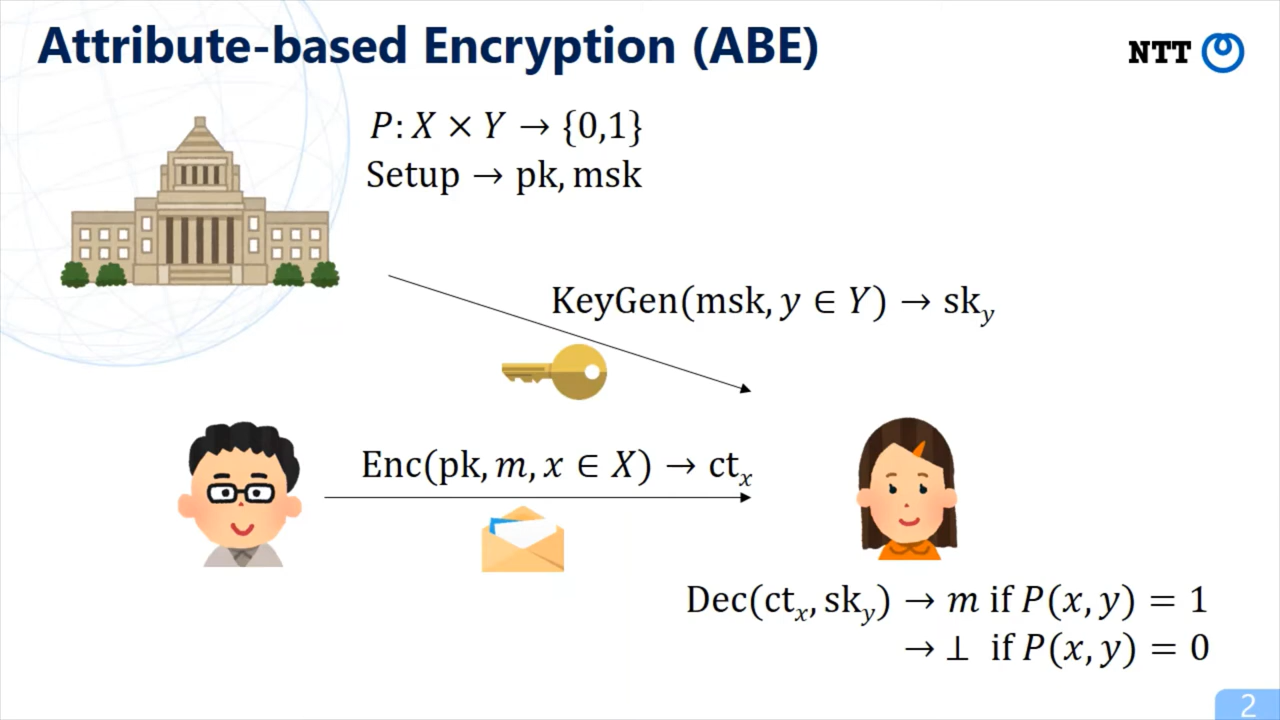 Attribute-based Encryption (ABE)
NTT
P: X × Y → {0,1}
Setup → pk, msk
KeyGen(msk, y ∈ Y) → sk_y
Enc(pk, m, x ∈ X) → ct_x
Dec(ct_x, sk_y) → m if P(x, y) = 1
→ ⊥ if P(x, y) = 0
2